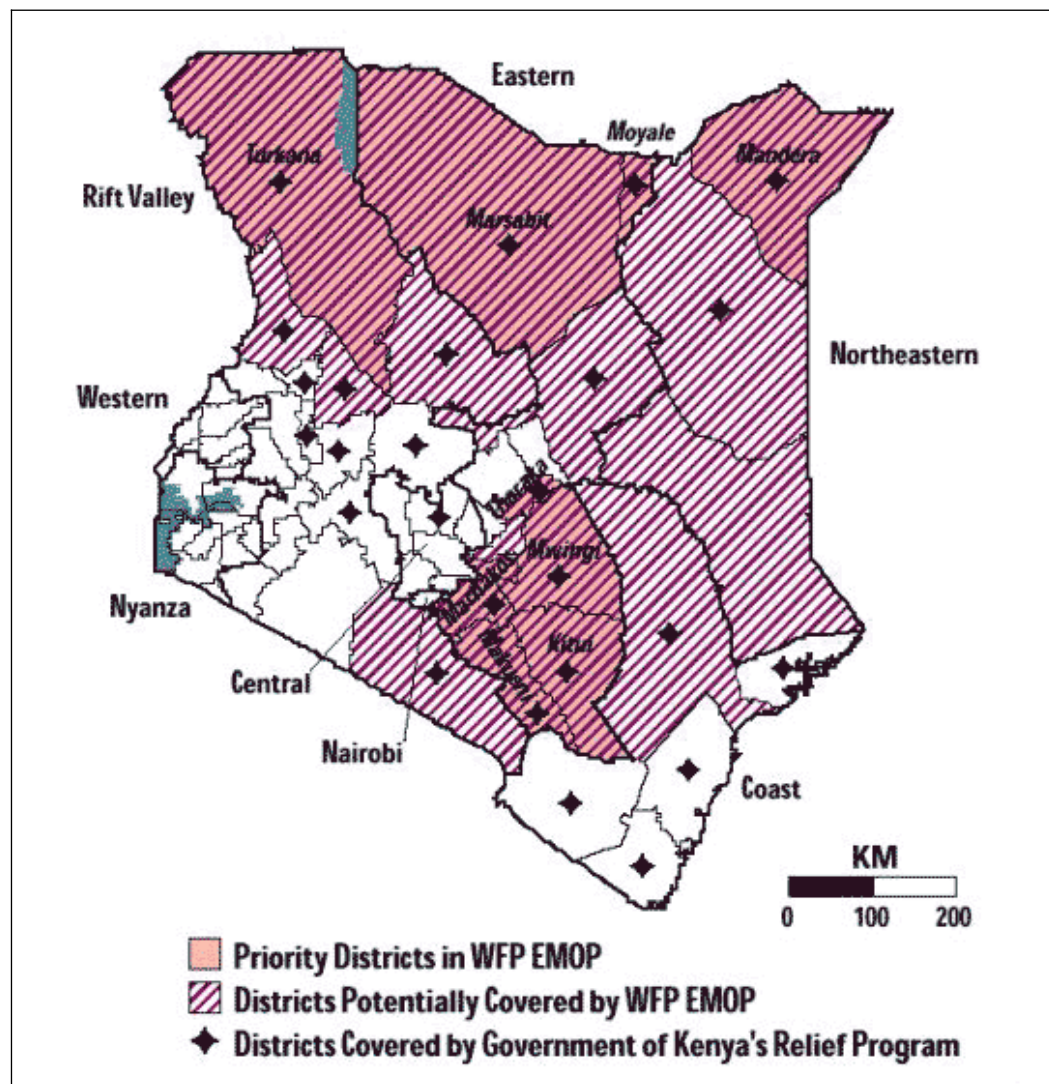 Eastern
Moyale
Turkana
Mandera
Rift Valley
Marsabit
Northeastern
Western
Tharaka
Mwingi
Nyanza
Machakos
Kitui
Makueni
Central
Nairobi
Coast
KM
0 100 200
Priority Districts in WFP EMOP
Districts Potentially Covered by WFP EMOP
Districts Covered by Government of Kenya's Relief Program